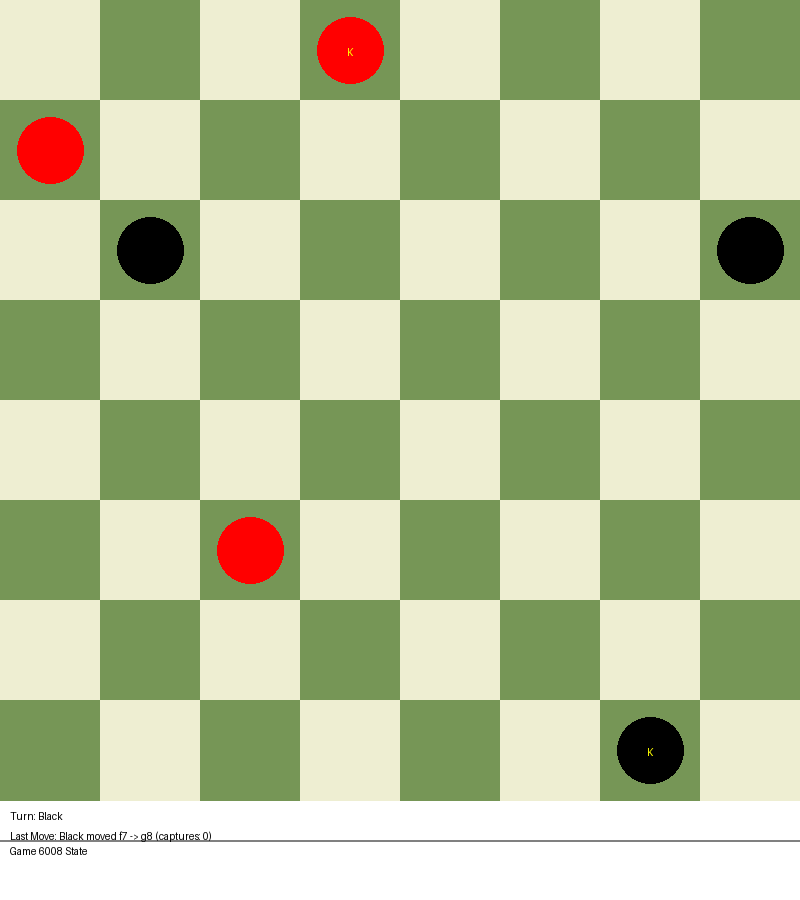 K
K
Turn: Black
Last Move: Black moved f7 -> g8 (captures: 0)
Game 6008 State